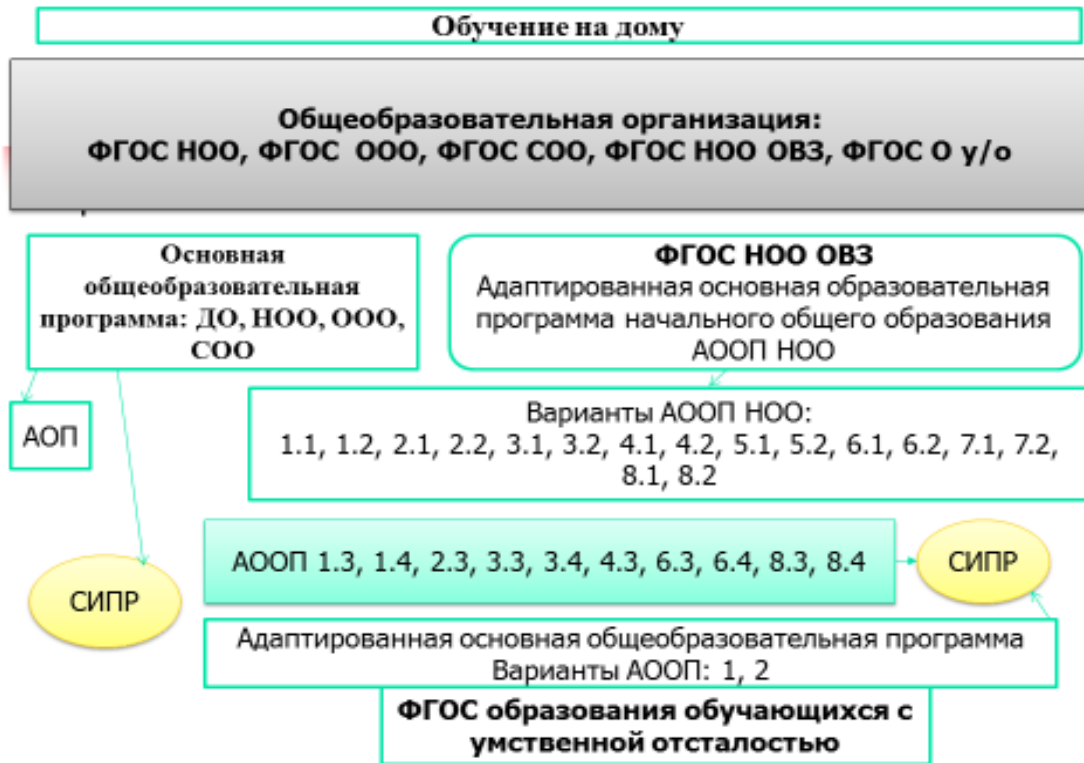 Обучение на дому
Общеобразовательная организация:
ФГОС НОО, ФГОС ООО, ФГОС СОО, ФГОС НОО ОВЗ, ФГОС О у/о
Основная
общеобразовательная
программа: ДО, НОО, ООО,
СОО
ФГОС НОО ОВЗ
Адаптированная основная образовательная
программа начального общего образования
АООП НОО
АОП
Варианты АООП НОО:
1.1, 1.2, 2.1, 2.2, 3.1, 3.2, 4.1, 4.2, 5.1, 5.2, 6.1, 6.2, 7.1, 7.2,
8.1, 8.2
СИПР
АООП 1.3, 1.4, 2.3, 3.3, 3.4, 4.3, 6.3, 6.4, 8.3, 8.4
СИПР
Адаптированная основная общеобразовательная программа
Варианты АООП: 1, 2
ФГОС образования обучающихся с
умственной отсталостью